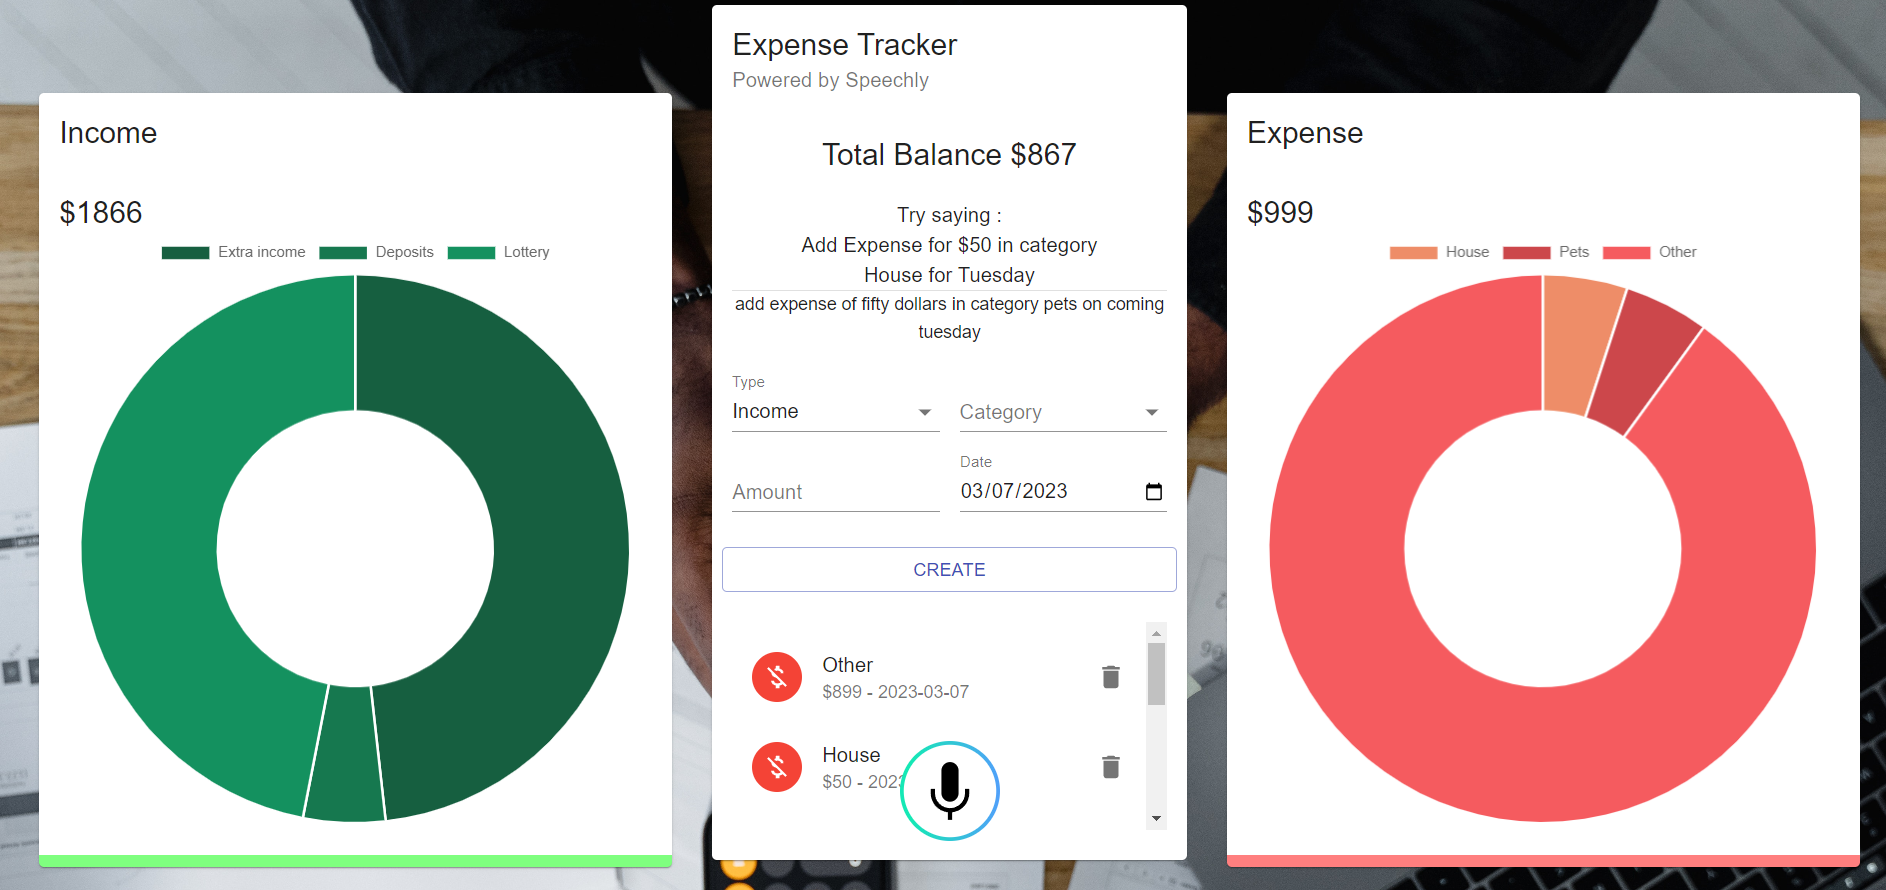 Income
$1866
Extra income Deposits Lottery
Expense Tracker
Powered by Speechly
Total Balance $867
Try saying :
Add Expense for $50 in category
House for Tuesday
add expense of fifty dollars in category pets on coming
tuesday
Type
Income
Category
Amount
Date
03/07/2023
CREATE
Other
$899 - 2023-03-07
House
$50 - 202
Expense
$999
House Pets Other